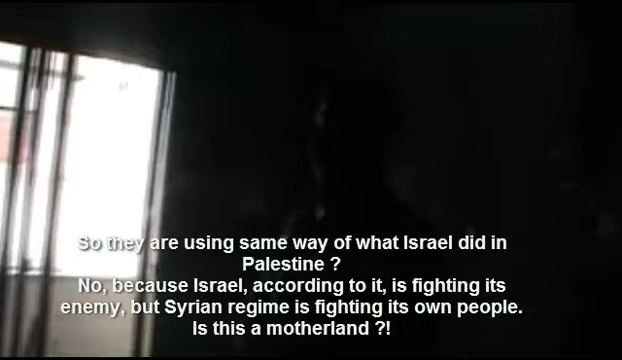 So they are using same way of what Israel did in
Palestine ?
No, because Israel, according to it, is fighting its
enemy, but Syrian regime is fighting its own people.
Is this a motherland ?!